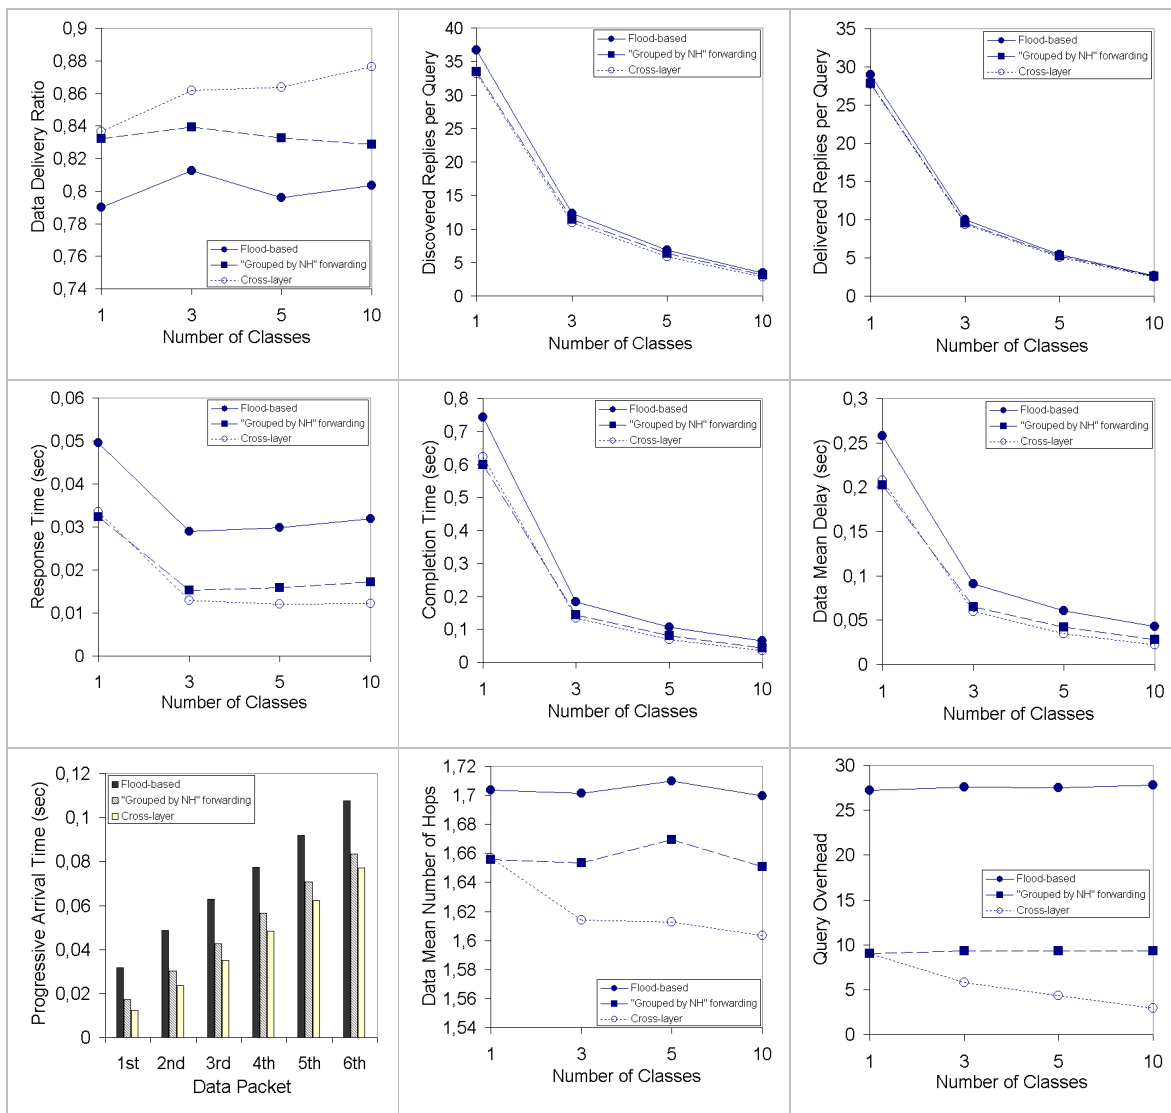 Data Delivery Ratio
0,9
0,88
0,86
0,84
0,82
0,8
0,78
0,76
0,74
Flood-based
"Grouped by NH" forwarding
Cross-layer
1 3 5 10
Number of Classes
Discovered Replies per Query
40
35
30
25
20
15
10
5
0
Flood-based
"Grouped by NH" forwarding
Cross-layer
1 3 5 10
Number of Classes
Delivered Replies per Query
35
30
25
20
15
10
5
0
Flood-based
"Grouped by NH" forwarding
Cross-layer
1 3 5 10
Number of Classes
Response Time (sec)
0,06
0,05
0,04
0,03
0,02
0,01
0
Flood-based
"Grouped by NH" forwarding
Cross-layer
1 3 5 10
Number of Classes
Completion Time (sec)
0,8
0,7
0,6
0,5
0,4
0,3
0,2
0,1
0
Flood-based
"Grouped by NH" forwarding
Cross-layer
1 3 5 10
Number of Classes
Data Mean Delay (sec)
0,3
0,25
0,2
0,15
0,1
0,05
0
Flood-based
"Grouped by NH" forwarding
Cross-layer
1 3 5 10
Number of Classes
Progressive Arrival Time (sec)
0,12
0,1
0,08
0,06
0,04
0,02
0
Flood-based
"Grouped by NH" forwarding
Cross-layer
1st 2nd 3rd 4th 5th 6th
Data Packet
Data Mean Number of Hops
1,72
1,7
1,68
1,66
1,64
1,62
1,6
1,58
1,56
1,54
Flood-based
"Grouped by NH" forwarding
Cross-layer
1 3 5 10
Number of Classes
Query Overhead
30
25
20
15
10
5
0
Flood-based
"Grouped by NH" forwarding
Cross-layer
1 3 5 10
Number of Classes